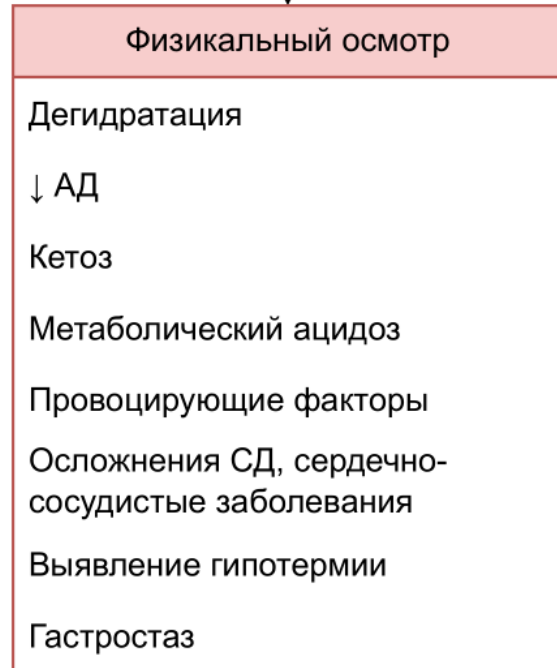 Физикальный осмотр
Дегидратация
↓ АД
Кетоз
Метаболический ацидоз
Провоцирующие факторы
Осложнения СД, сердечно-
сосудистые заболевания
Выявление гипотермии
Гастростаз